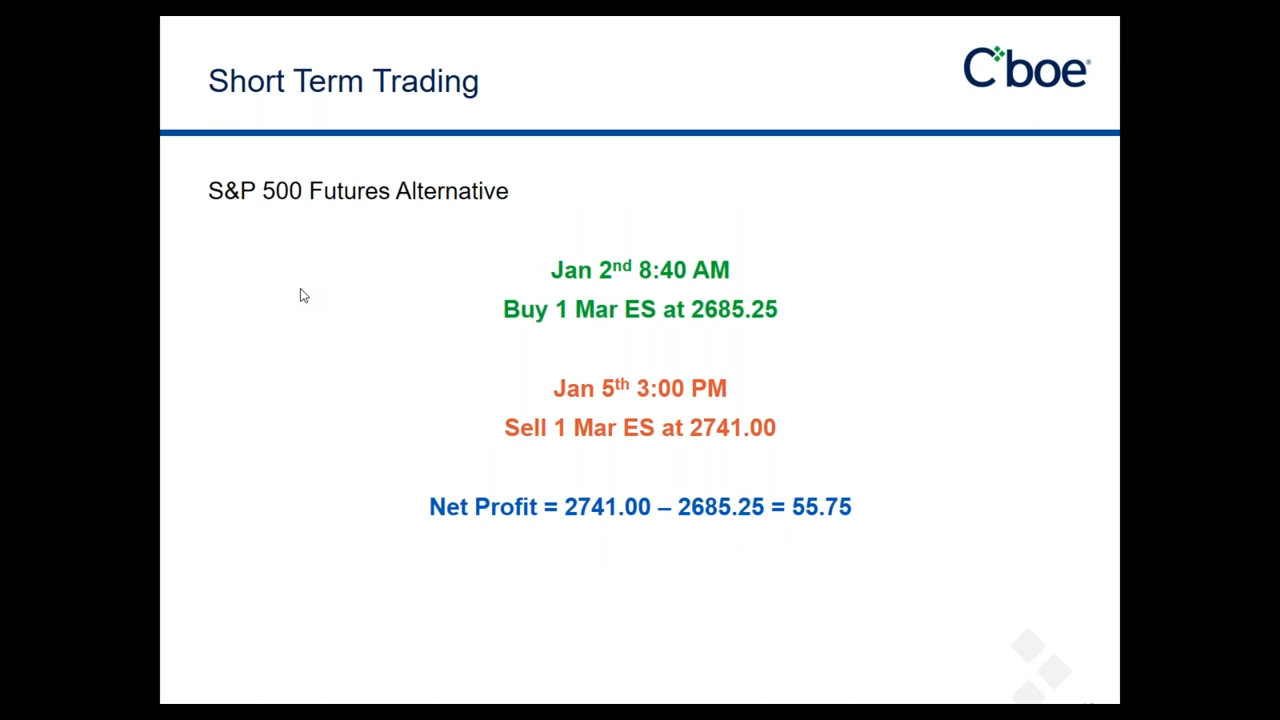 Short Term Trading
Cboe®
S&P 500 Futures Alternative
Jan 2nd 8:40 AM
Buy 1 Mar ES at 2685.25
Jan 5th 3:00 PM
Sell 1 Mar ES at 2741.00
Net Profit = 2741.00 – 2685.25 = 55.75